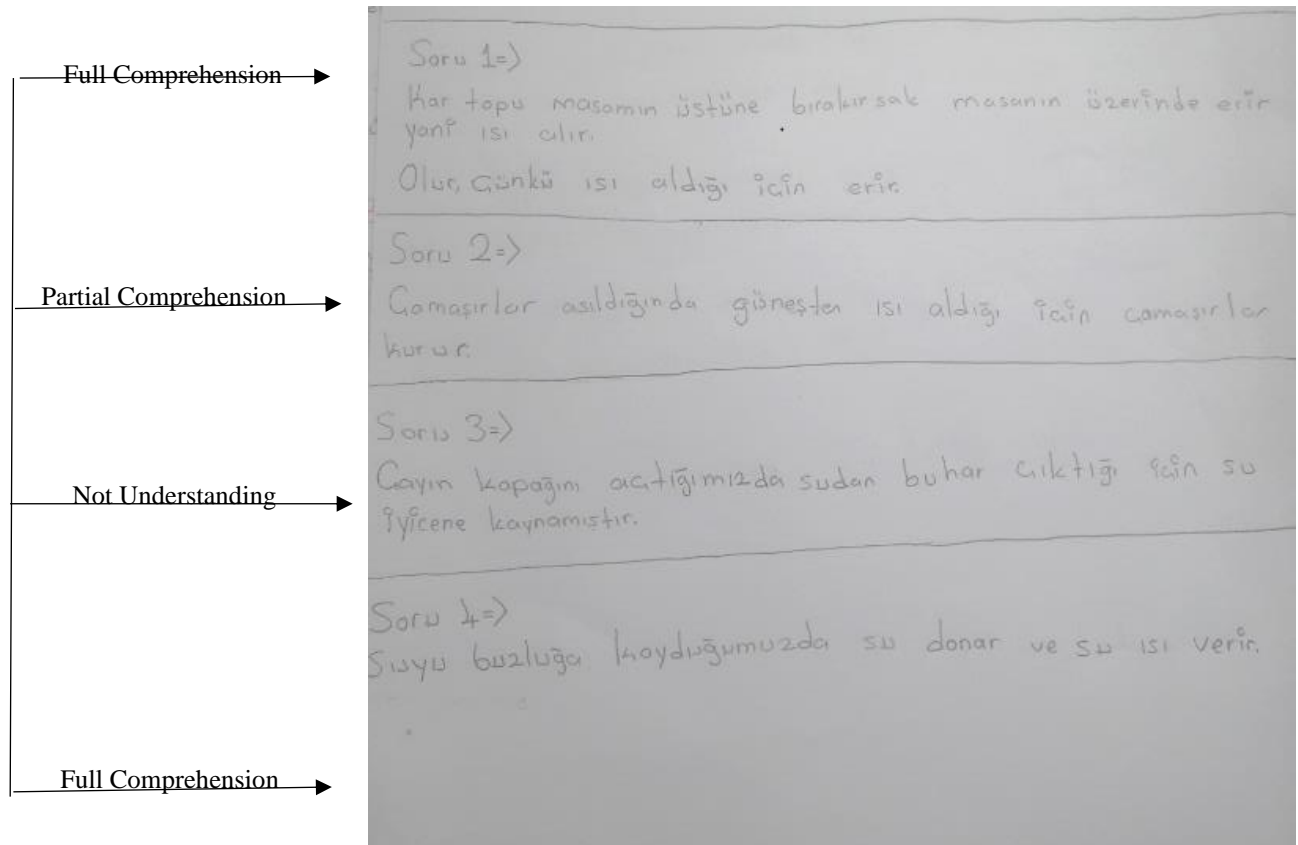 Full Comprehension
Soru 1=>
Kar topu masamın üstüne bırakırsak masanın üzerinde erir
yani ısı alır.
Olur, Çünkü ısı aldığı için erir.
Partial Comprehension
Soru 2=>
Çamaşırlar asıldığında güneşten ısı aldığı için camaşırlar
kurur.
Not Understanding
Soru 3=>
Çayın kapağını açtığımızda sudan buhar çıktığı için su
iyicene kaynamıştır.
Soru 4=>
Suyu buzluğa koyduğumuzda su donar ve su ısı verir.
Full Comprehension